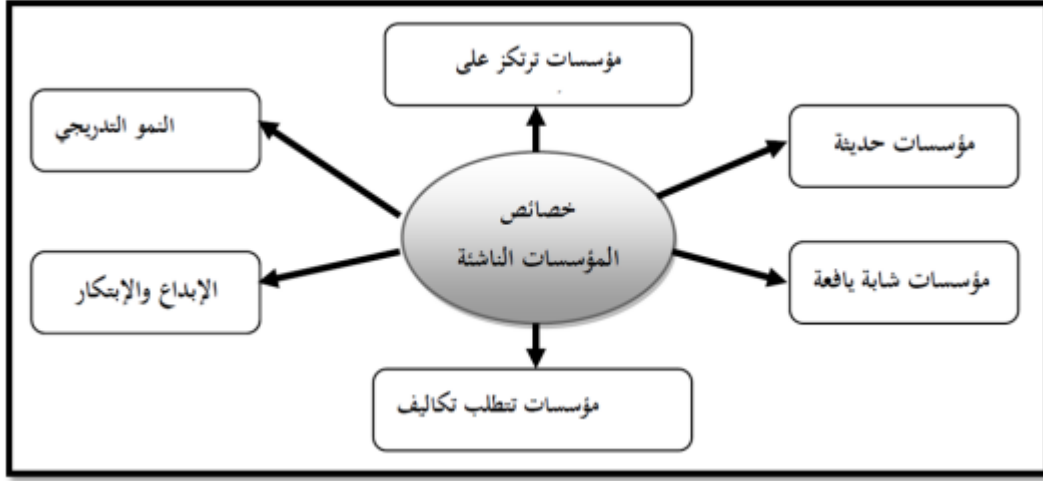 مؤسسات ترتكز على
النمو التدريجي
مؤسسات حديثة
خصائص
المؤسسات الناشئة
الإبداع والإبتكار
مؤسسات شابة يافعة
مؤسسات تتطلب تكاليف